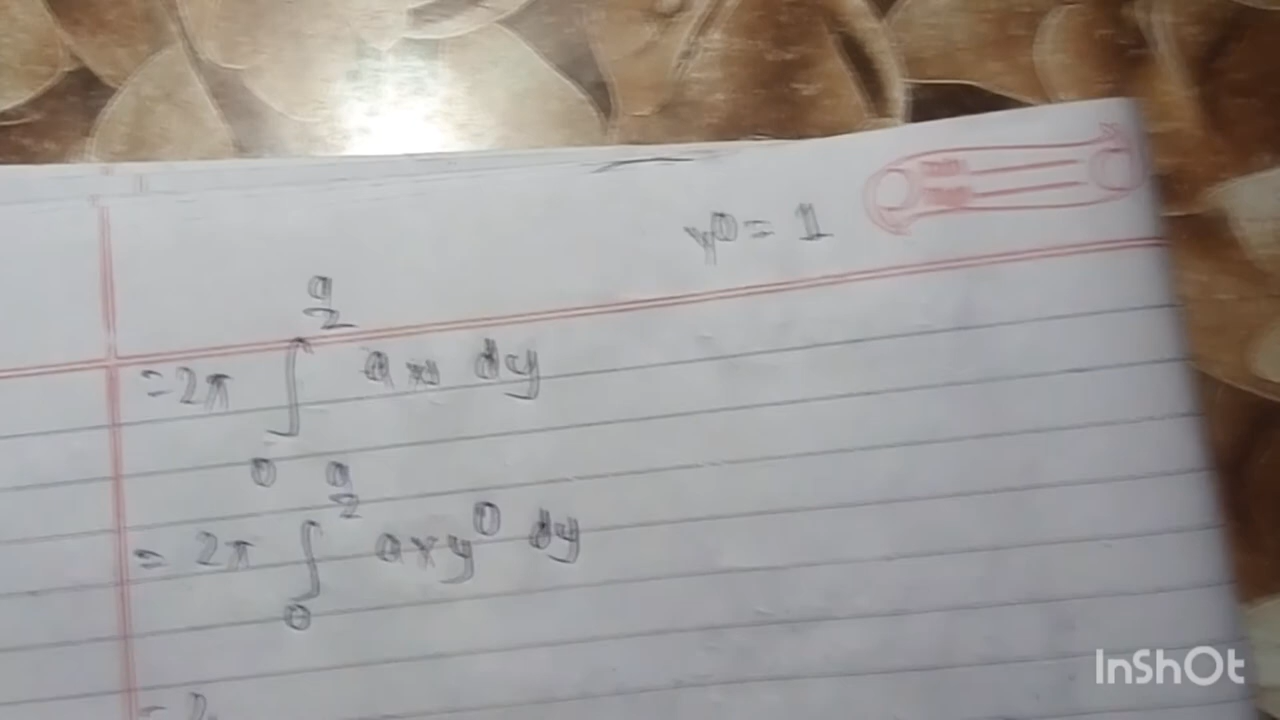 y⁰ = 1
= 2π ∫₀^(a/2) a dy
= 2π ∫₀^(a/2) a x y⁰ dy
InShOt